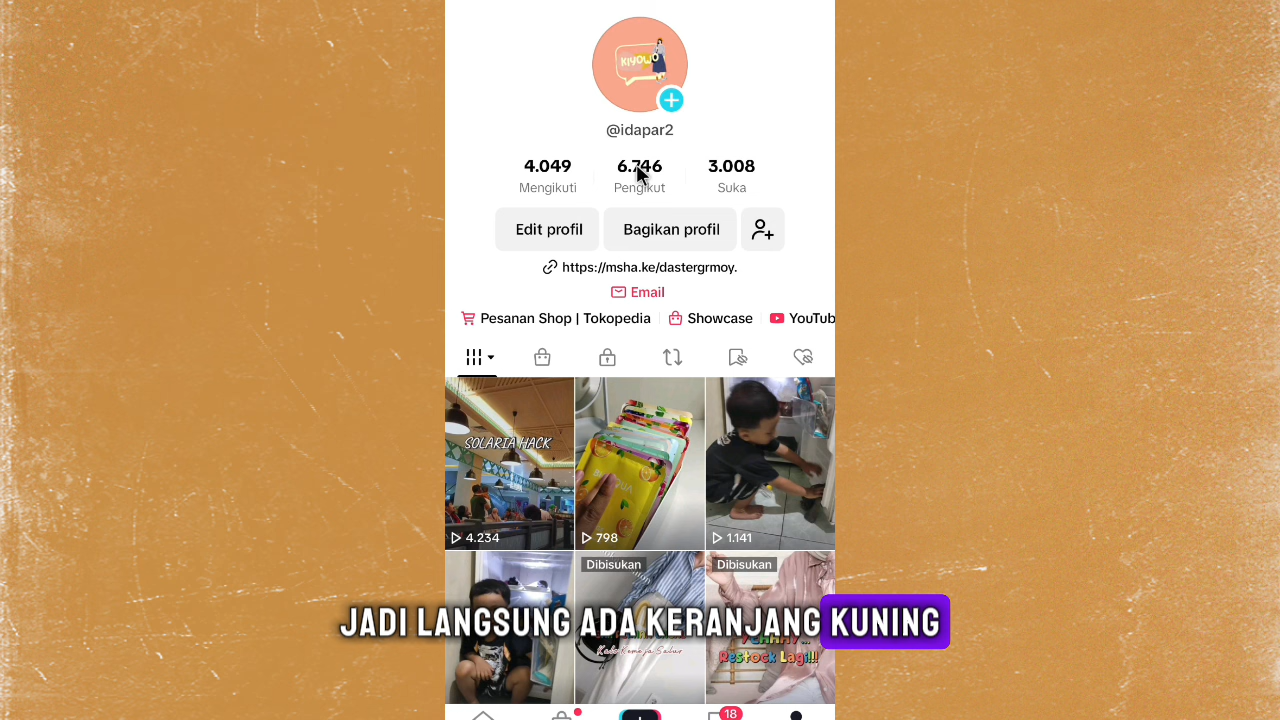 KIYOWO
@idapar2
4.049 6.746 3.008
Mengikuti Pengikut Suka
Edit profil Bagikan profil
https://msha.ke/dastergrmoy.
Email
Pesanan Shop | Tokopedia Showcase YouTub
SOLARIA HACK
4.234 798 1.141
Dibisukan Dibisukan
JADI LANGSUNG ADA KERANJANG KUNING
Restock Lagi!!!
18